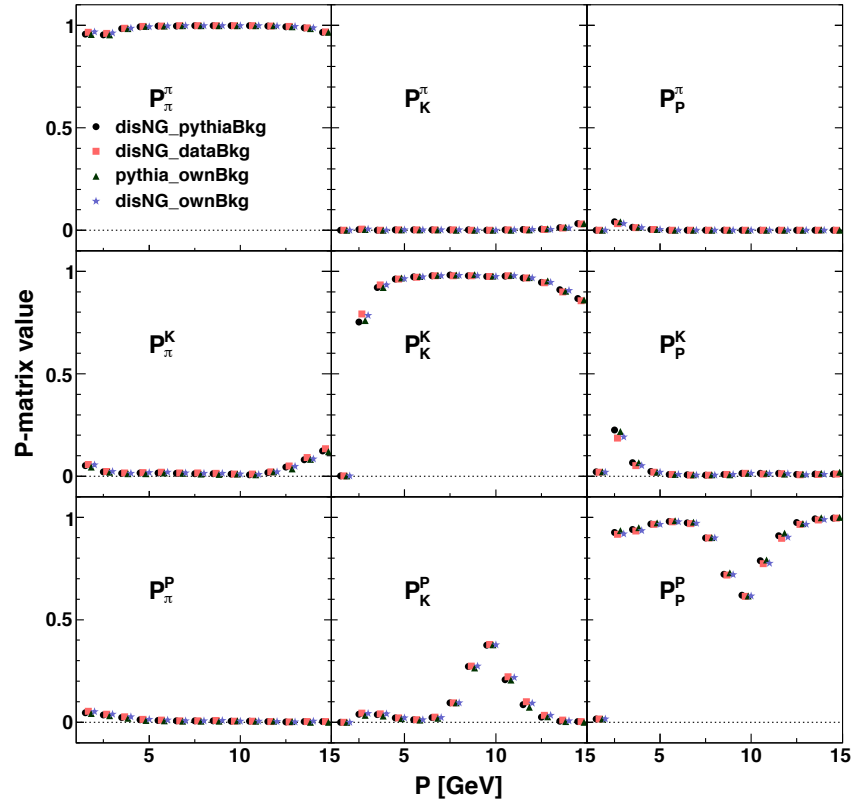 P^π_π
P^π_K
P^π_P
disNG_pythiaBkg
disNG_dataBkg
pythia_ownBkg
disNG_ownBkg
1
0.5
0
P^K_π
P^K_K
P^K_P
1
0.5
0
P^P_π
P^P_K
P^P_P
1
0.5
0
5 10 15 5 10 15 5 10 15
P-matrix value
P [GeV]